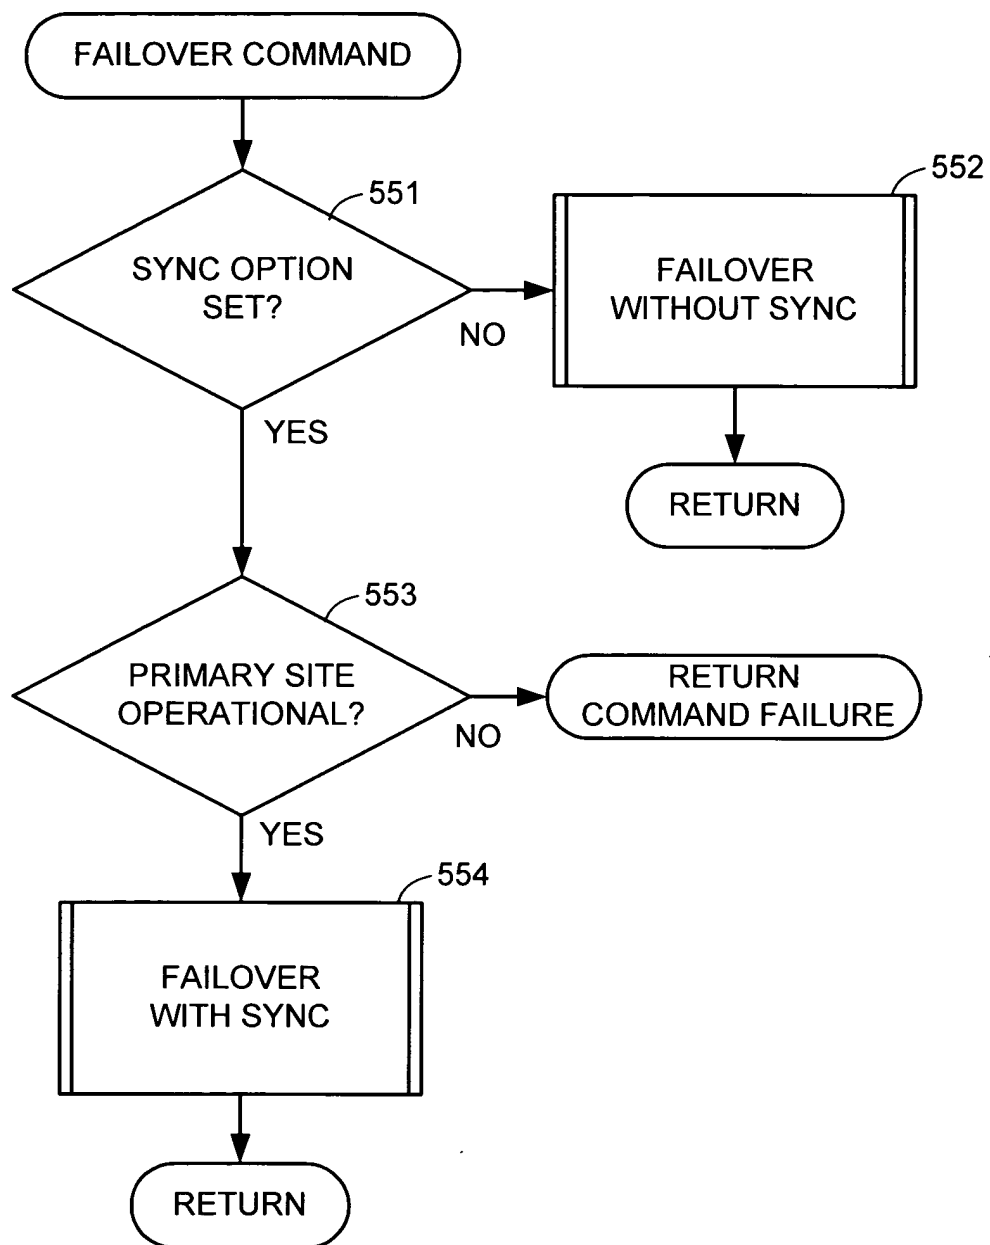 FAILOVER COMMAND
551
SYNC OPTION
SET?
NO
YES
552
FAILOVER
WITHOUT SYNC
RETURN
553
PRIMARY SITE
OPERATIONAL?
NO
YES
RETURN
COMMAND FAILURE
554
FAILOVER
WITH SYNC
RETURN